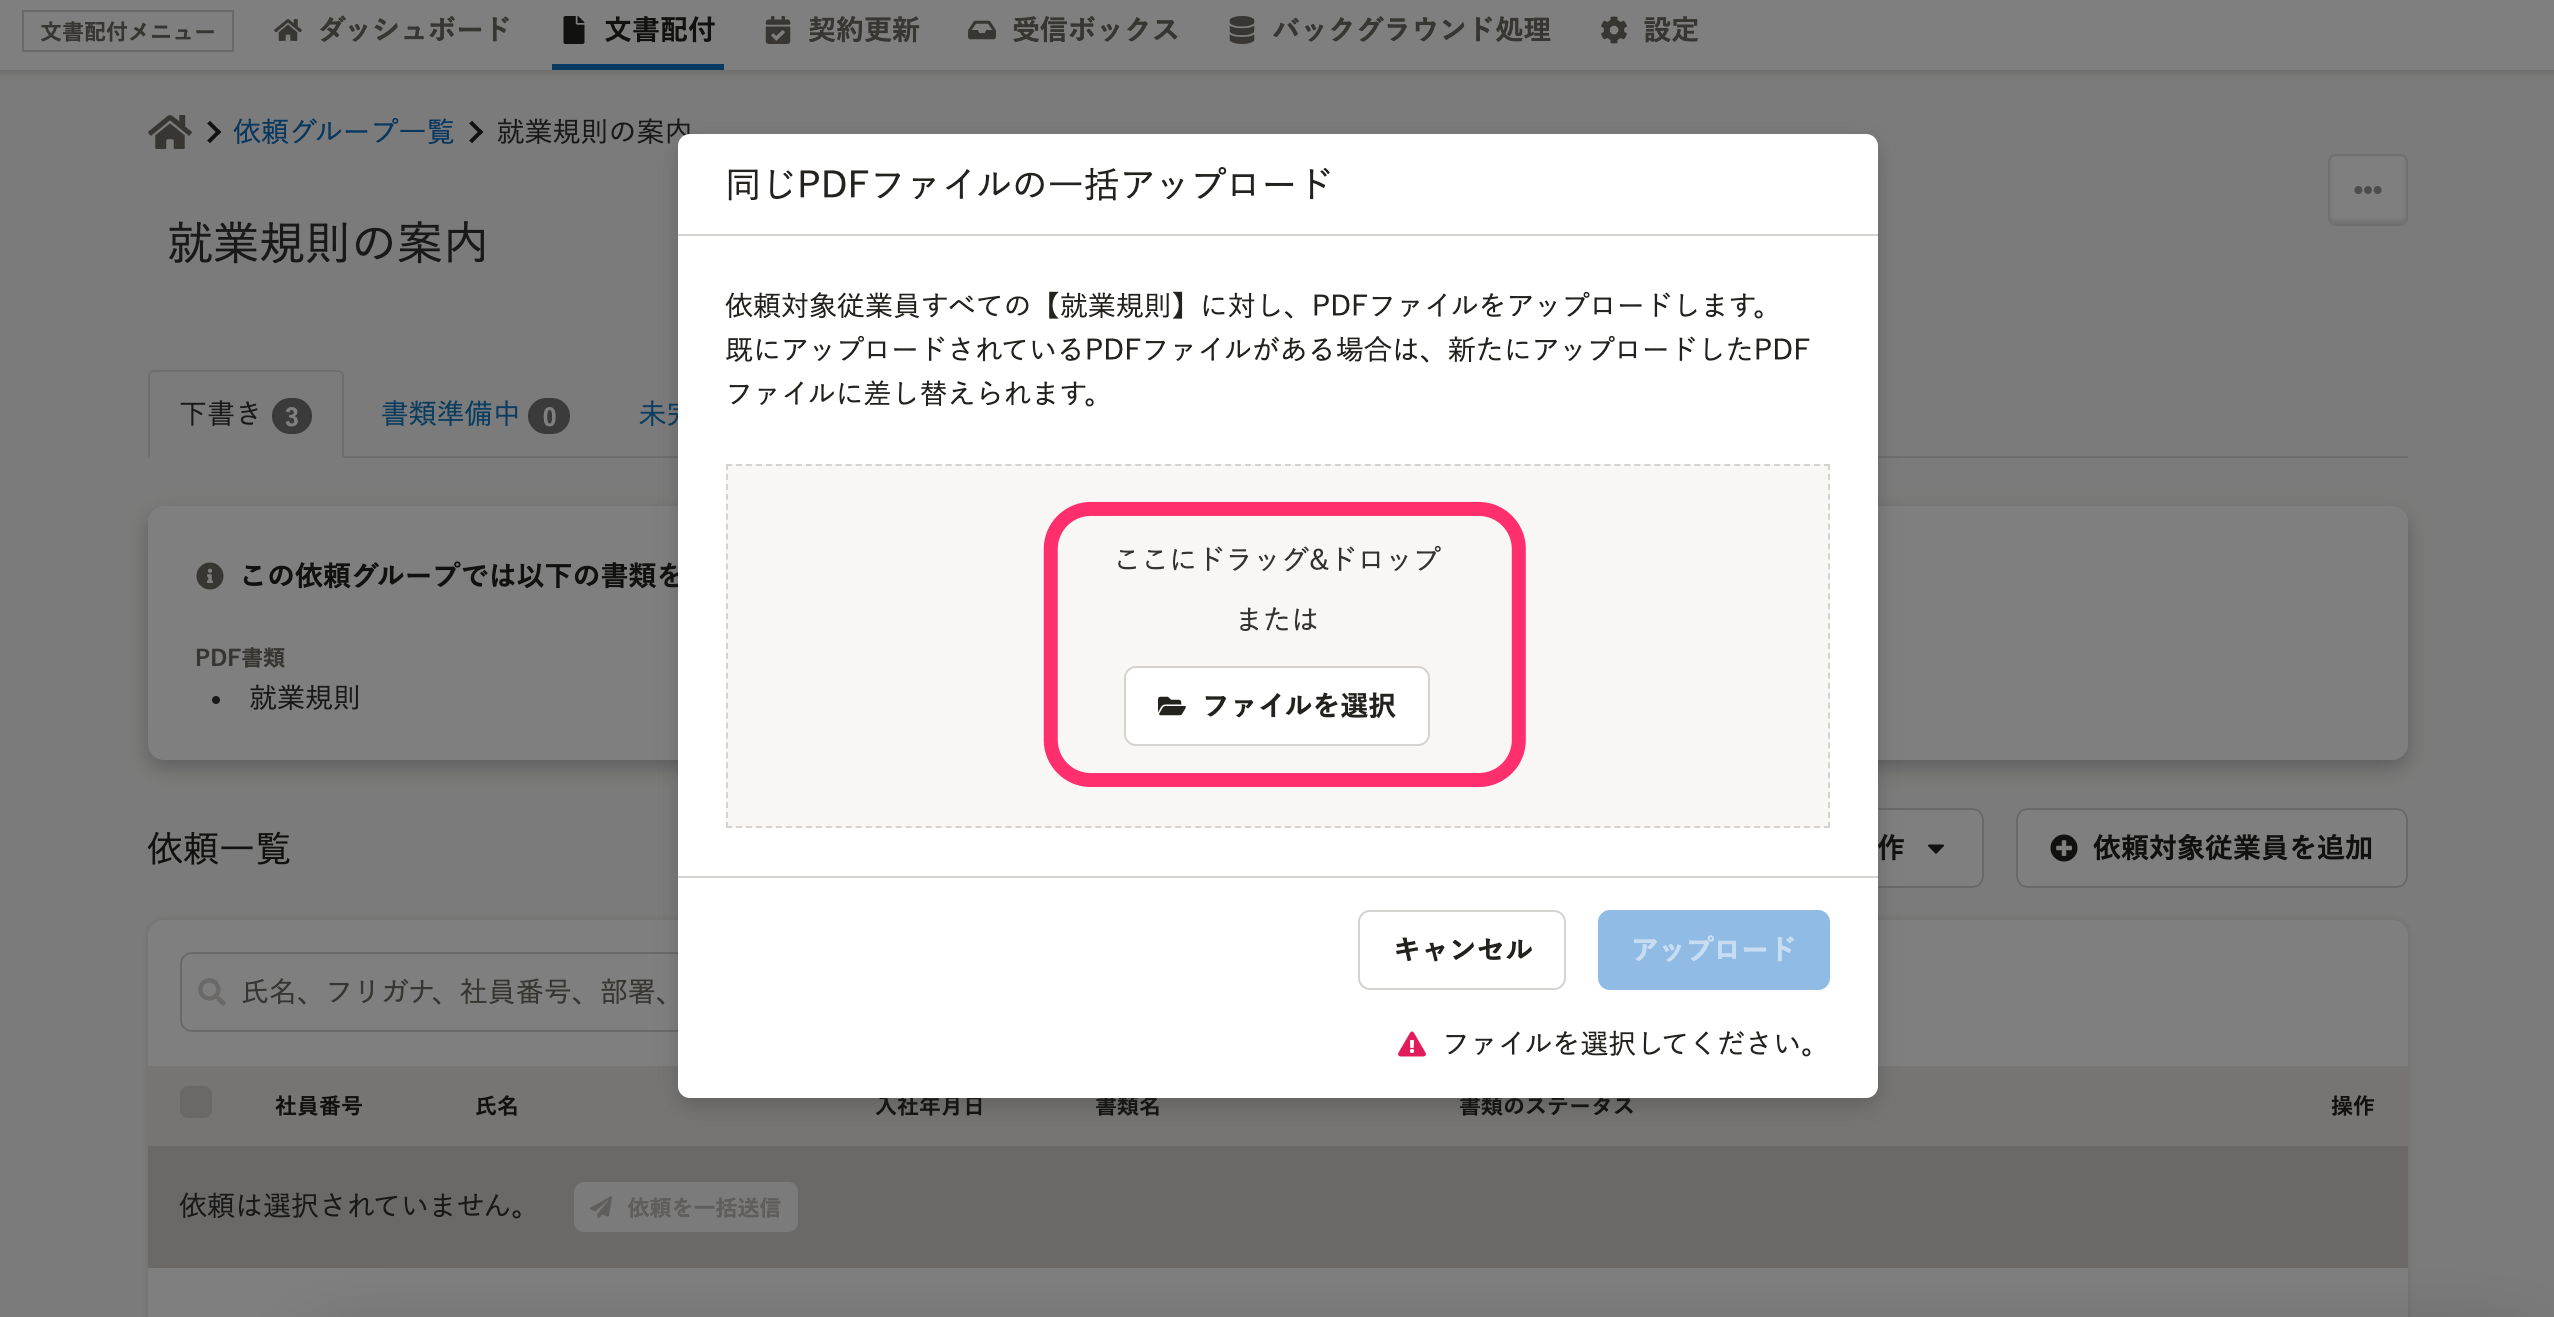 文書配付メニュー
ダッシュボード
文書配付
契約更新
受信ボックス
バックグラウンド処理
設定
依頼グループ一覧
就業規則の案内
就業規則の案内
下書き 3
書類準備中 0
この依頼グループでは以下の書類を
PDF書類
• 就業規則
依頼一覧
作
依頼対象従業員を追加
氏名、フリガナ、社員番号、部署、
社員番号
氏名
入社年月日
書類名
書類のステータス
操作
依頼は選択されていません。
依頼を一括送信
同じPDFファイルの一括アップロード
依頼対象従業員すべての【就業規則】に対し、PDFファイルをアップロードします。
既にアップロードされているPDFファイルがある場合は、新たにアップロードしたPDF
ファイルに差し替えられます。
ここにドラッグ&ドロップ
または
ファイルを選択
キャンセル
アップロード
ファイルを選択してください。